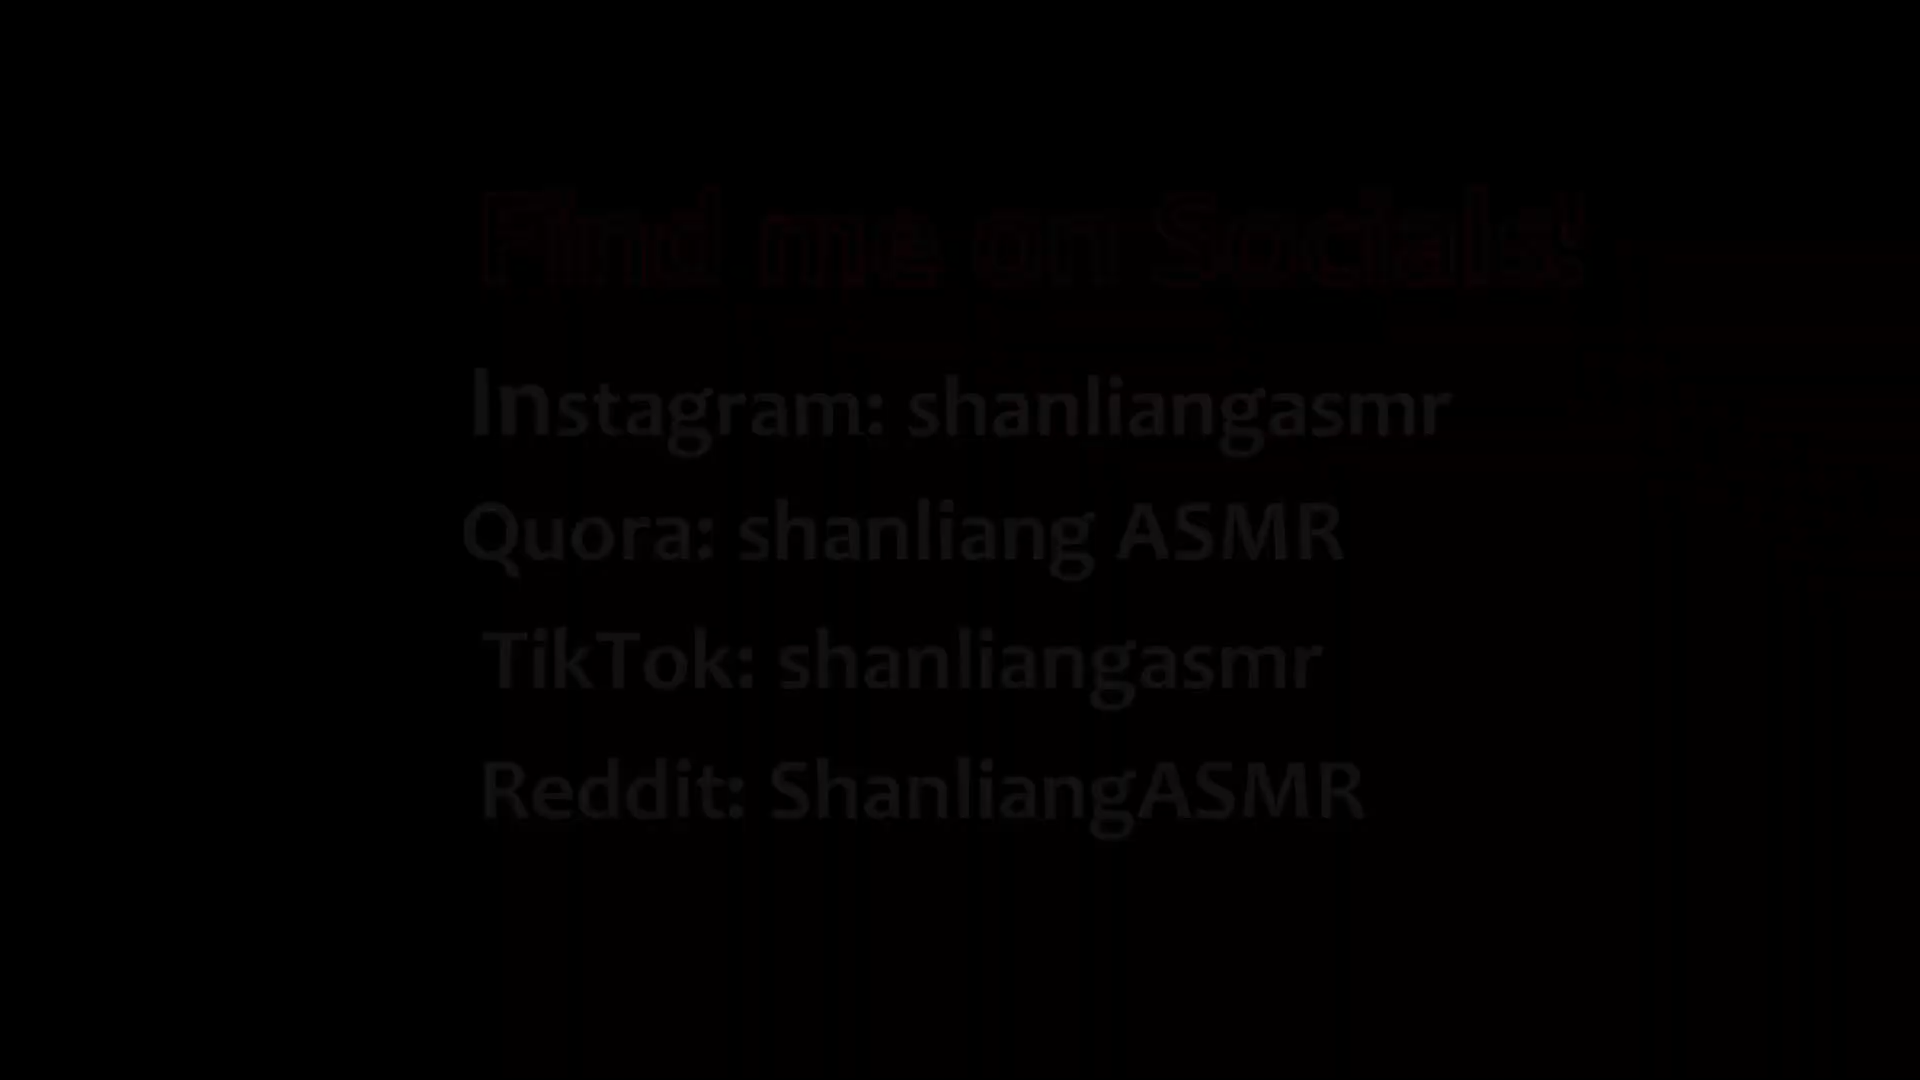 Find me on Socials!
Instagram: shanliangasmr
Quora: shanliang ASMR
TikTok: shanliangasmr
Reddit: ShanliangASMR